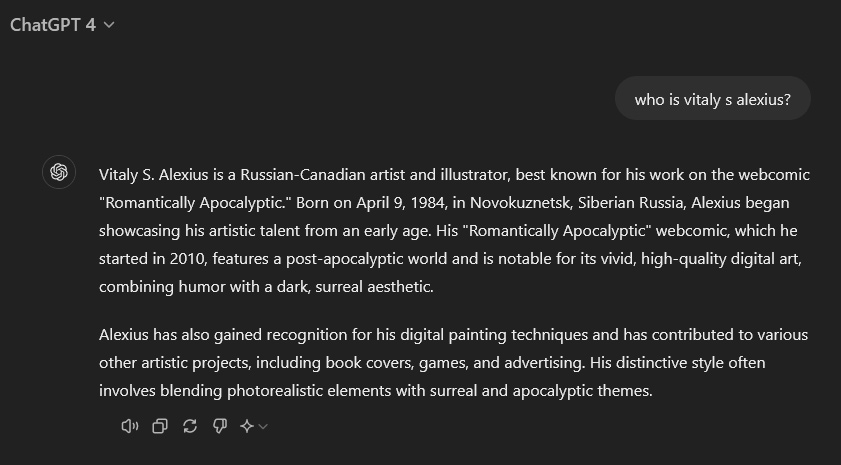 ChatGPT 4
who is vitaly s alexius?
Vitaly S. Alexius is a Russian-Canadian artist and illustrator, best known for his work on the webcomic
"Romantically Apocalyptic." Born on April 9, 1984, in Novokuznetsk, Siberian Russia, Alexius began
showcasing his artistic talent from an early age. His "Romantically Apocalyptic" webcomic, which he
started in 2010, features a post-apocalyptic world and is notable for its vivid, high-quality digital art,
combining humor with a dark, surreal aesthetic.
Alexius has also gained recognition for his digital painting techniques and has contributed to various
other artistic projects, including book covers, games, and advertising. His distinctive style often
involves blending photorealistic elements with surreal and apocalyptic themes.